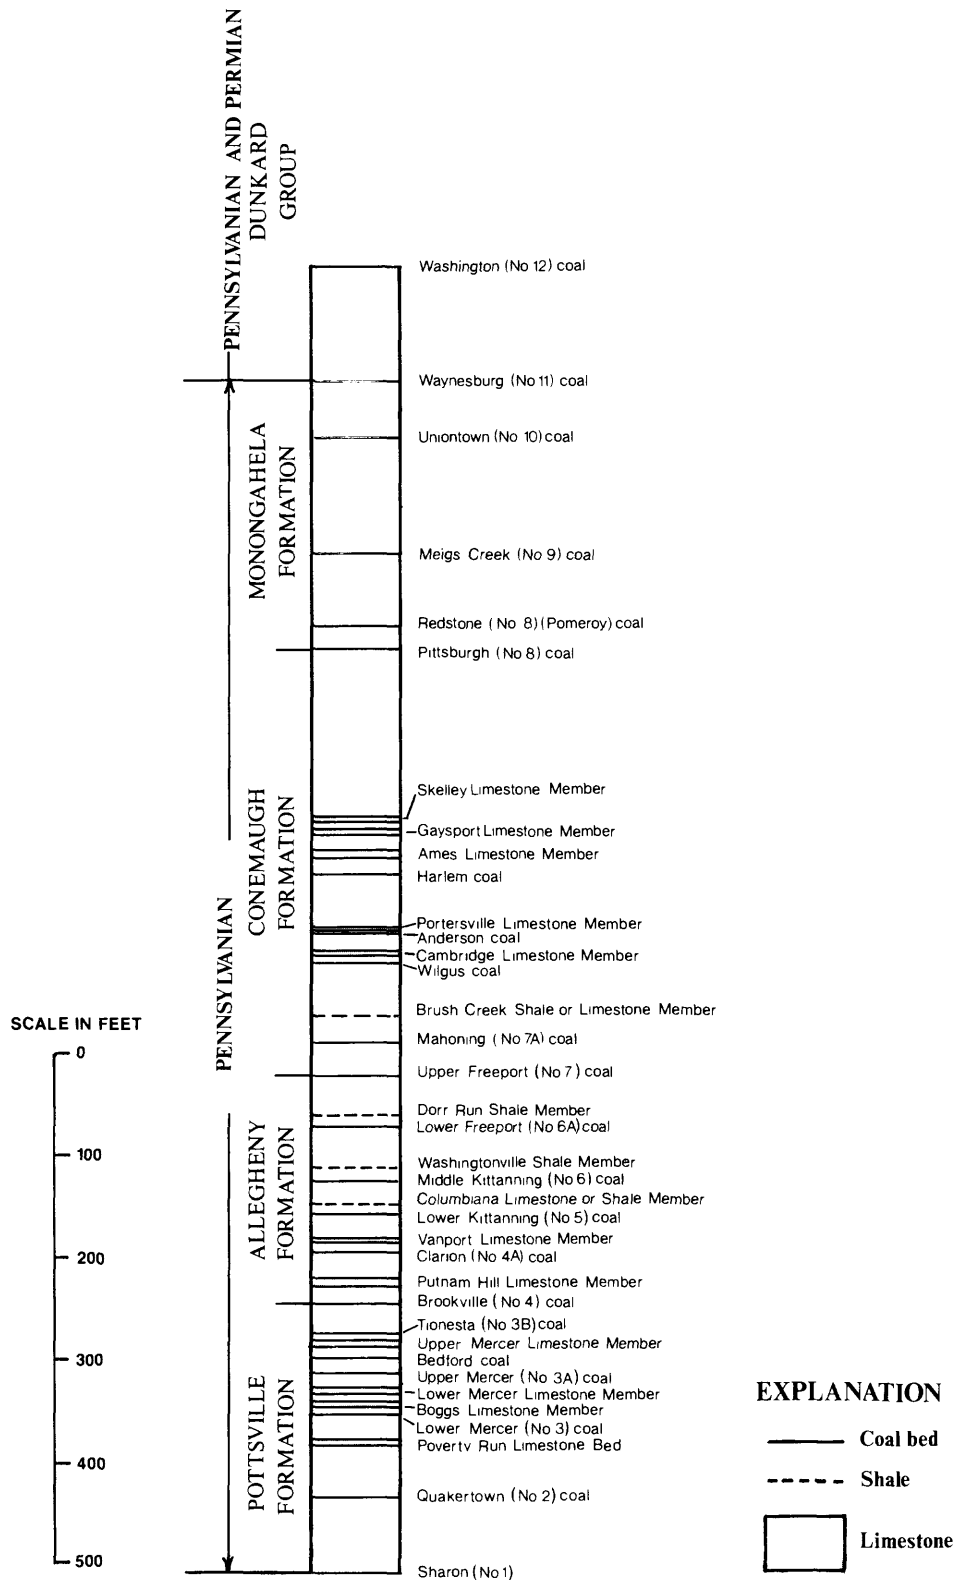 PENNSYLVANIAN AND PERMIAN
DUNKARD
GROUP
Washington (No 12) coal
Waynesburg (No 11) coal
MONONGAHELA
FORMATION
Uniontown (No 10) coal
Meigs Creek (No 9) coal
Redstone (No 8) (Pomeroy) coal
Pittsburgh (No 8) coal
CONEMAUGH
FORMATION
Skelley Limestone Member
Gaysport Limestone Member
Ames Limestone Member
Harlem coal
Portersville Limestone Member
Anderson coal
Cambridge Limestone Member
Wilgus coal
Brush Creek Shale or Limestone Member
Mahoning (No 7A) coal
Upper Freeport (No 7) coal
PENNSYLVANIAN
SCALE IN FEET
0
100
200
300
400
500
ALLEGHENY
FORMATION
Dorr Run Shale Member
Lower Freeport (No 6A) coal
Washingtonville Shale Member
Middle Kittanning (No 6) coal
Columbiana Limestone or Shale Member
Lower Kittanning (No 5) coal
Vanport Limestone Member
Clarion (No 4A) coal
Putnam Hill Limestone Member
Brookville (No 4) coal
POTTSVILLE
FORMATION
Tionesta (No 3B) coal
Upper Mercer Limestone Member
Bedford coal
Upper Mercer (No 3A) coal
Lower Mercer Limestone Member
Boggs Limestone Member
Lower Mercer (No 3) coal
Poverty Run Limestone Bed
Quakertown (No 2) coal
Sharon (No 1)
EXPLANATION
Coal bed
Shale
Limestone